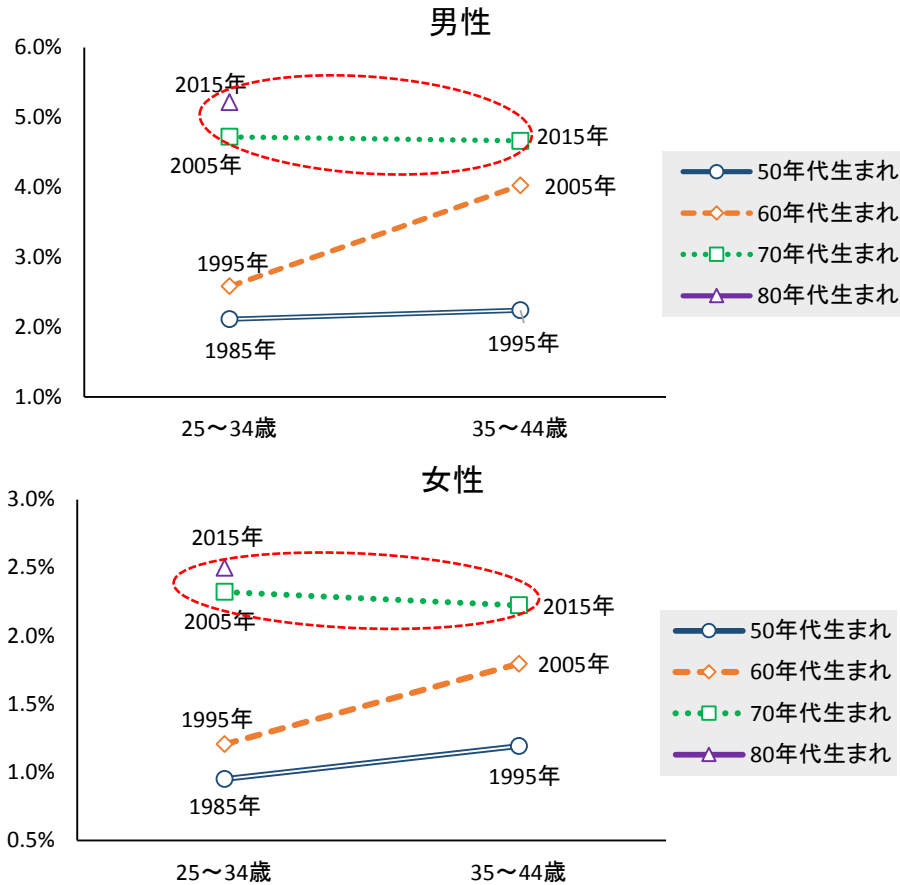 男性
6.0%
5.0%
4.0%
3.0%
2.0%
1.0%
2015年
2005年
2015年
2005年
1995年
1985年
1995年
25～34歳
35～44歳
50年代生まれ
60年代生まれ
70年代生まれ
80年代生まれ
女性
3.0%
2.5%
2.0%
1.5%
1.0%
0.5%
2015年
2005年
2015年
2005年
1995年
1985年
1995年
25～34歳
35～44歳
50年代生まれ
60年代生まれ
70年代生まれ
80年代生まれ